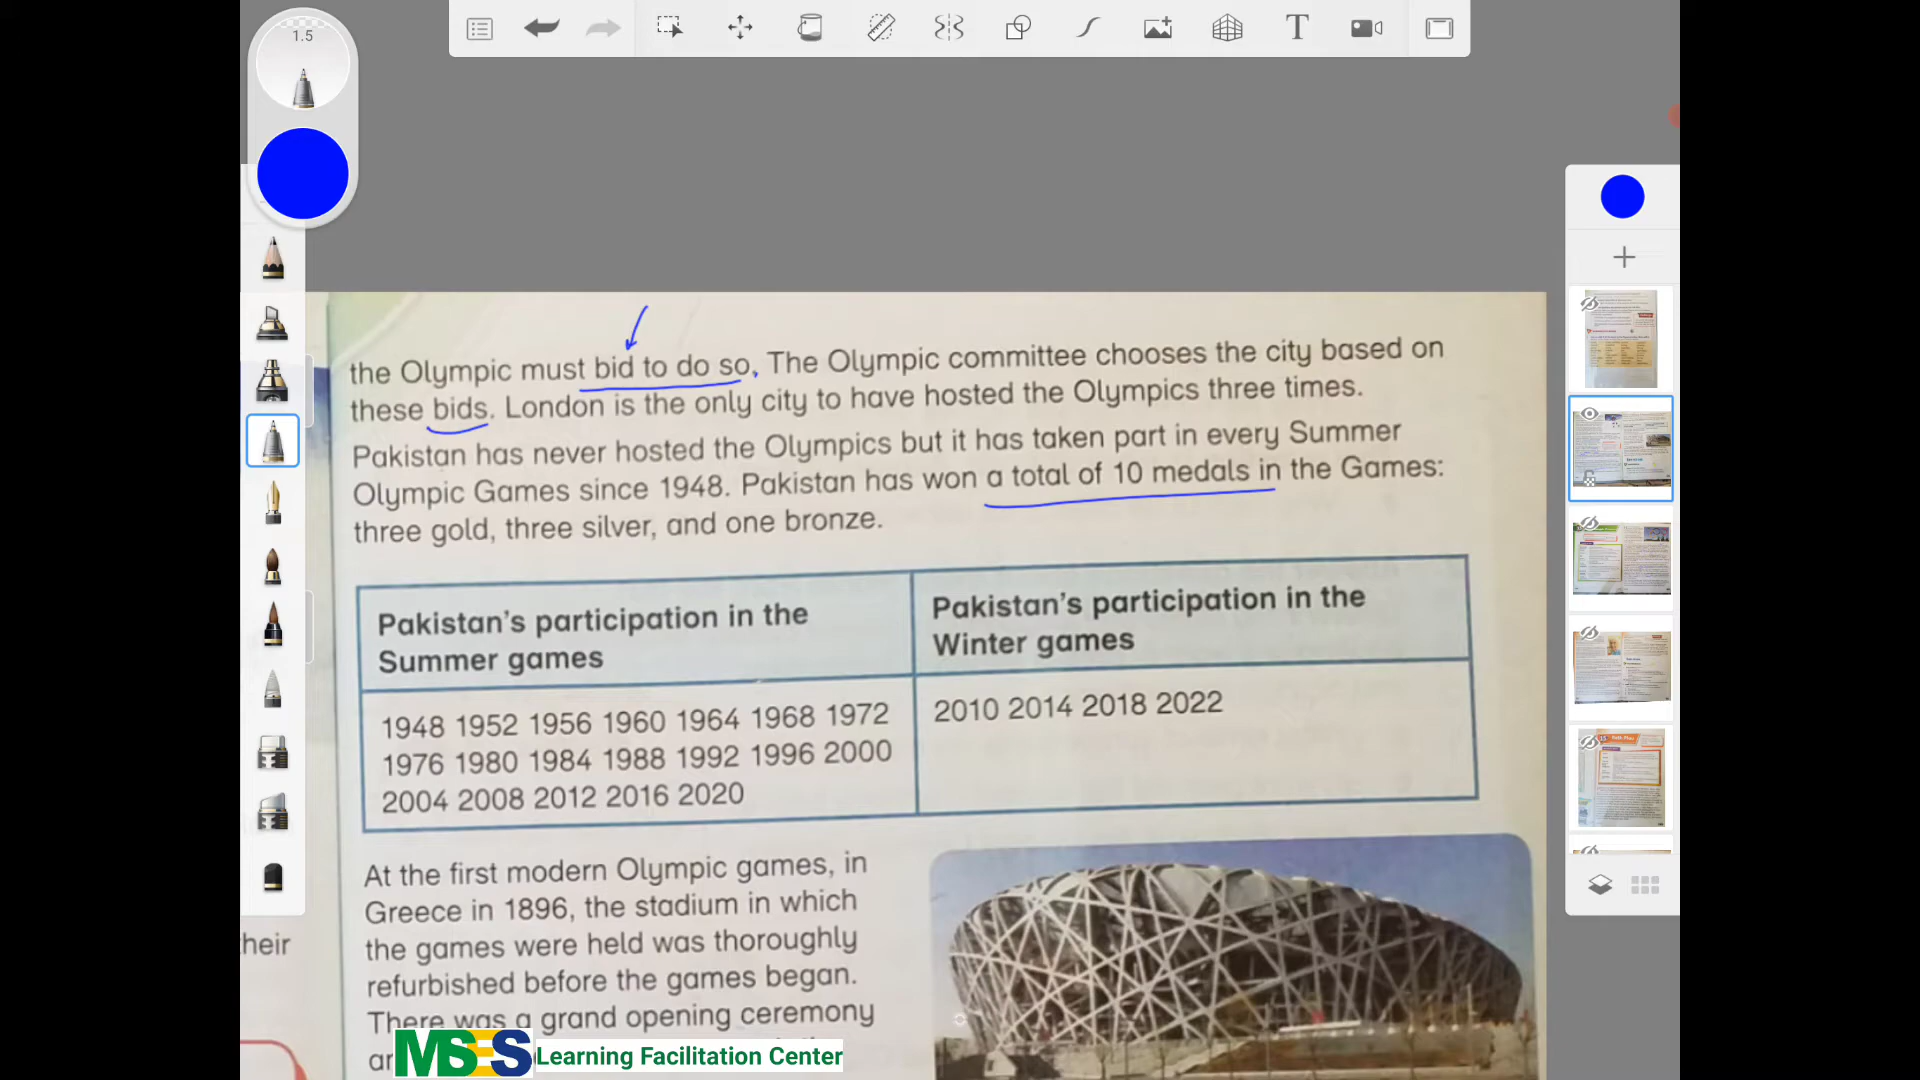 1.5
T
the Olympic must bid to do so. The Olympic committee chooses the city based on
these bids. London is the only city to have hosted the Olympics three times.
Pakistan has never hosted the Olympics but it has taken part in every Summer
Olympic Games since 1948. Pakistan has won a total of 10 medals in the Games:
three gold, three silver, and one bronze.
Pakistan's participation in the
Summer games
Pakistan's participation in the
Winter games
1948 1952 1956 1960 1964 1968 1972
1976 1980 1984 1988 1992 1996 2000
2004 2008 2012 2016 2020
2010 2014 2018 2022
At the first modern Olympic games, in
Greece in 1896, the stadium in which
the games were held was thoroughly
refurbished before the games began.
There was a grand opening ceremony
heir
MSES Learning Facilitation Center